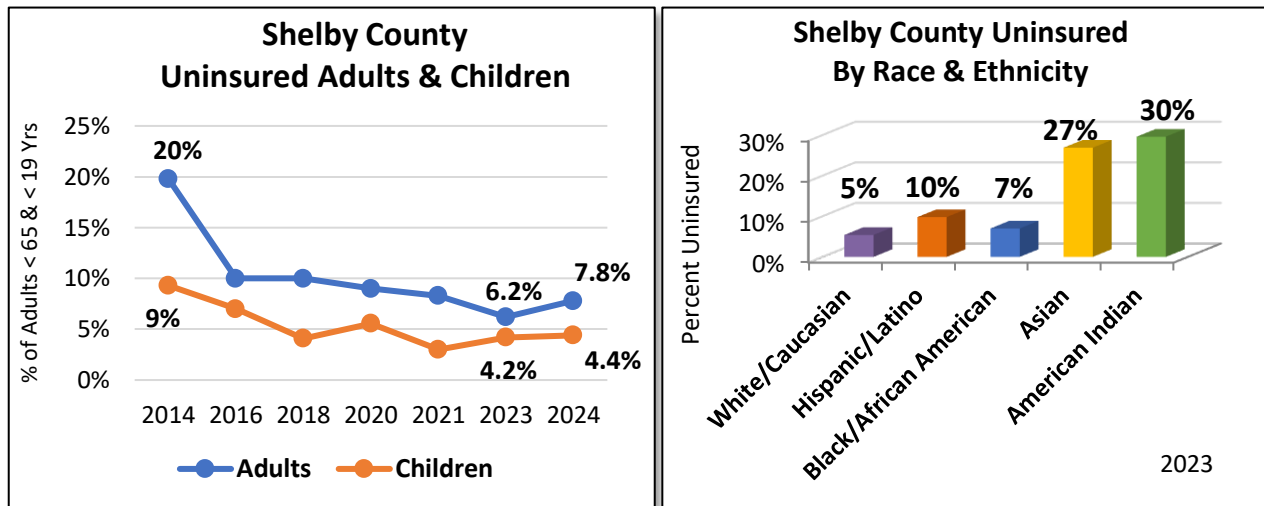 Shelby County
Uninsured Adults & Children
% of Adults < 65 & < 19 Yrs
25%
20%
15%
10%
5%
0%
20%
9%
6.2%
4.2%
7.8%
4.4%
2014 2016 2018 2020 2021 2023 2024
Adults Children
Shelby County Uninsured
By Race & Ethnicity
Percent Uninsured
30%
20%
10%
0%
5%
10%
7%
27%
30%
White/Caucasian
Hispanic/Latino
Black/African American
Asian
American Indian
2023